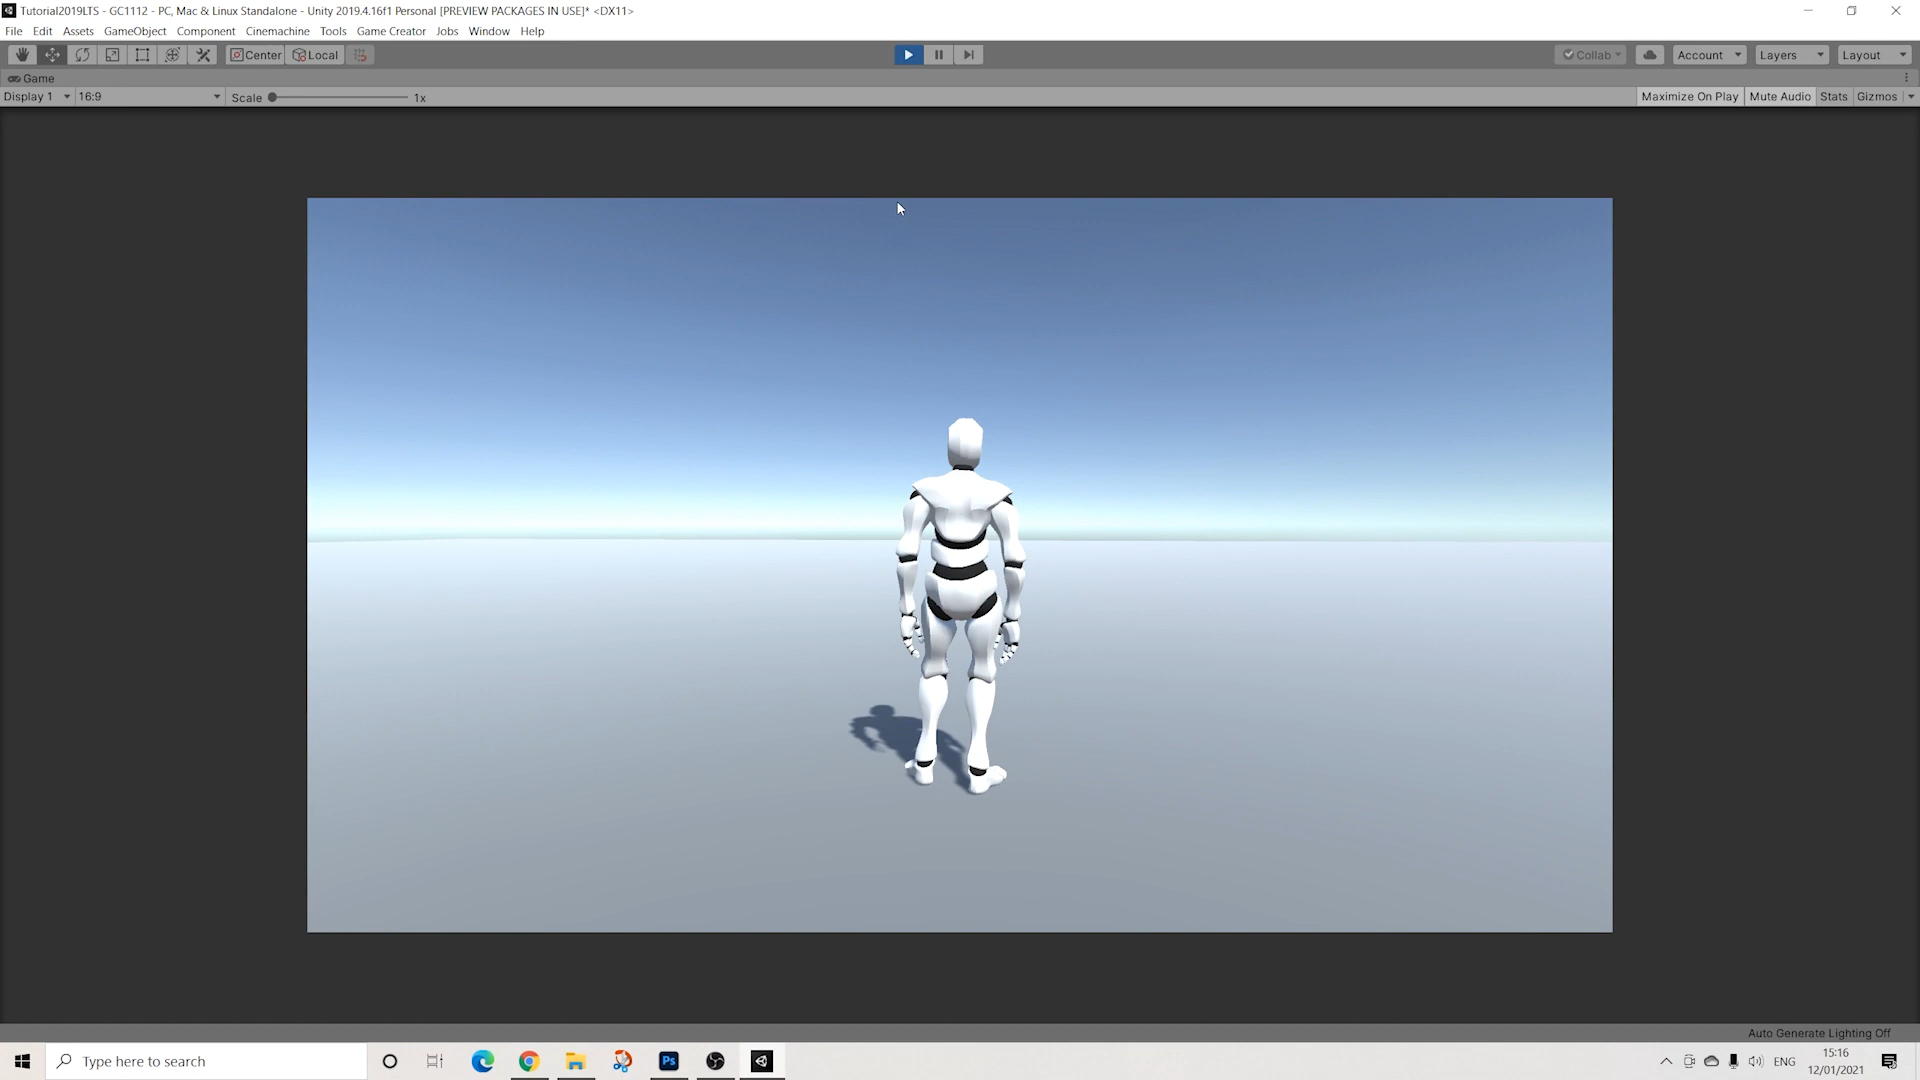 Tutorial2019LTS - GC1112 - PC, Mac & Linux Standalone - Unity 2019.4.16f1 Personal [PREVIEW PACKAGES IN USE]* <DX11>
File Edit Assets GameObject Component Cinemachine Tools Game Creator Jobs Window Help
Center Local Collab Account Layers Layout
Game
Display 1 16:9 Scale 1x Maximize On Play Mute Audio Stats Gizmos
Auto Generate Lighting Off
Type here to search Ps ENG 15:16
12/01/2021